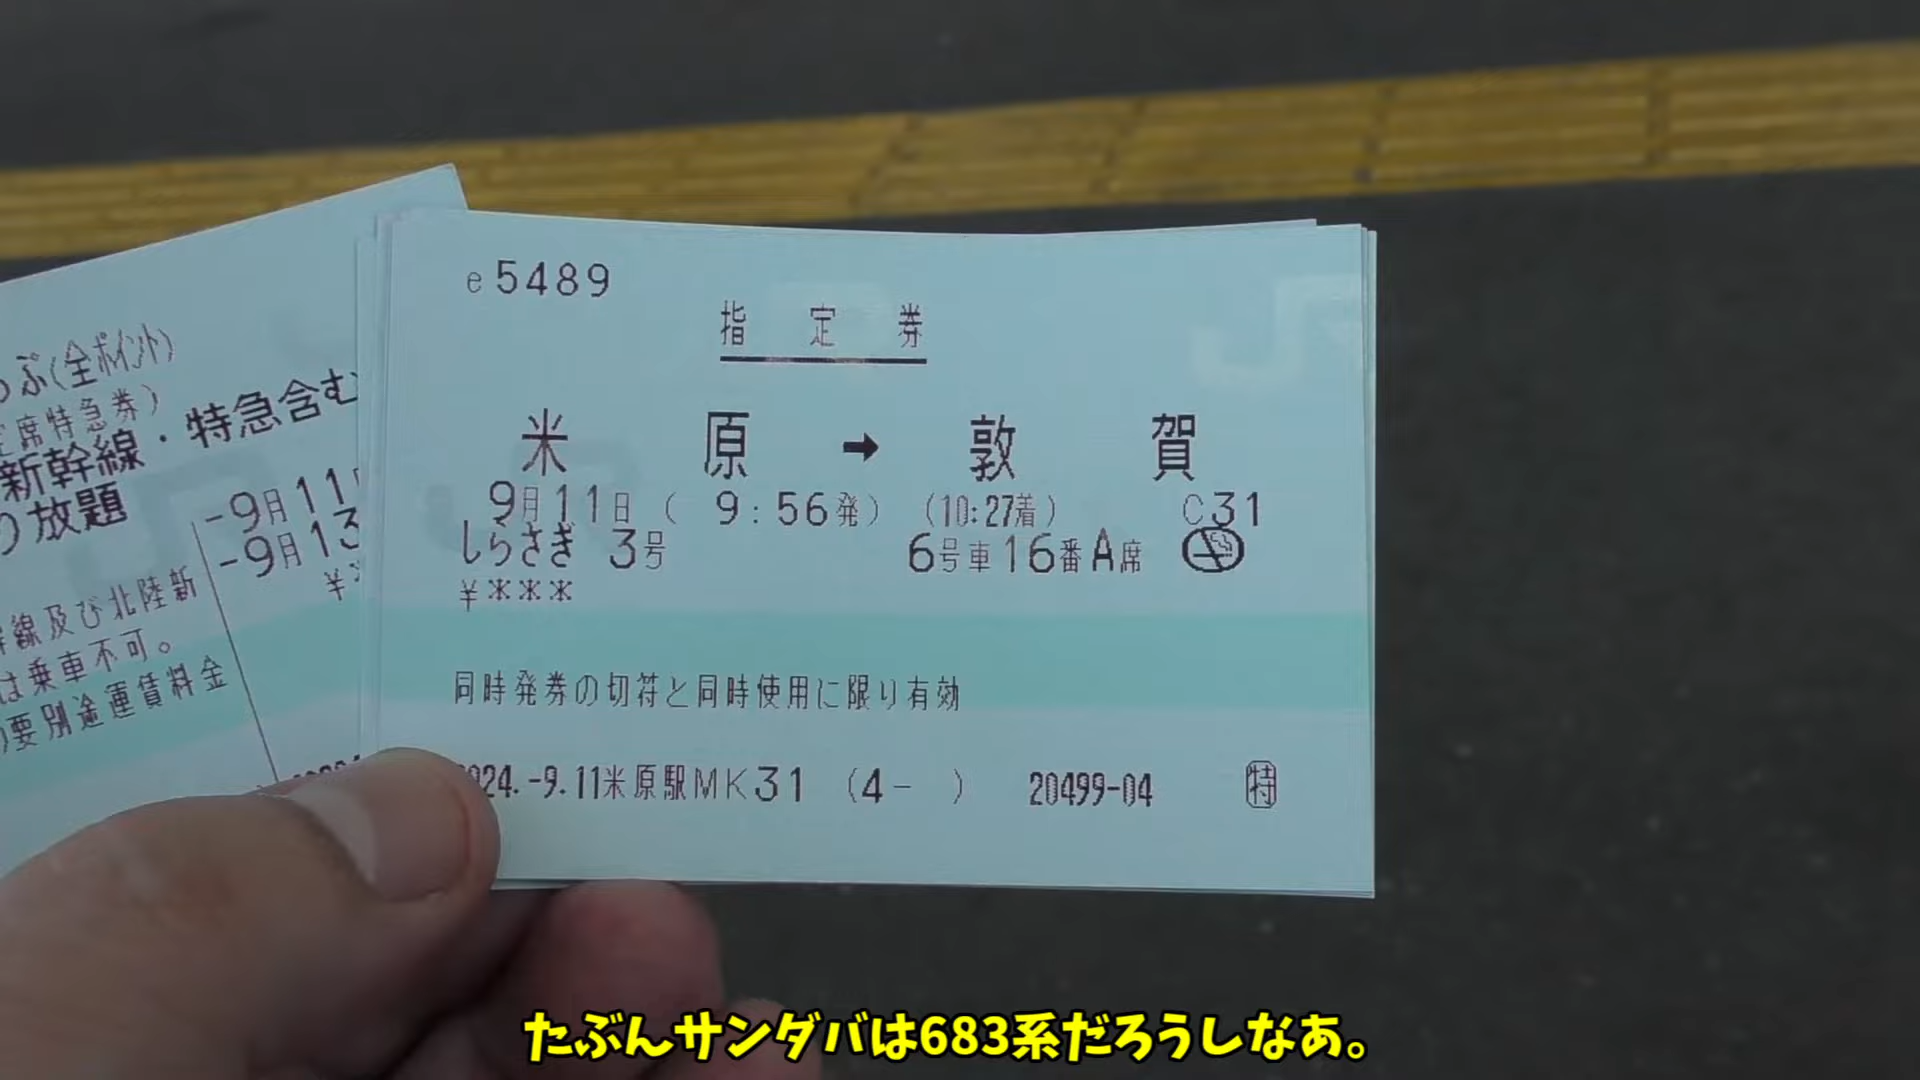 e5489
指定券
米原→敦賀
9月11日( 9:56発) (10:27着) C31
しらさぎ 3号 6号車16番A席
¥***
同時発券の切符と同時使用に限り有効
024.-9.11米原駅MK31 (4- ) 20499-04 特
ぷ(全ポイント)
席特急券)
新幹線・特急含む
放題
-9月11
-9月13
¥
線及び北陸新
は乗車不可。
要別途運賃料金
たぶんサンダバは683系だろうしなあ。